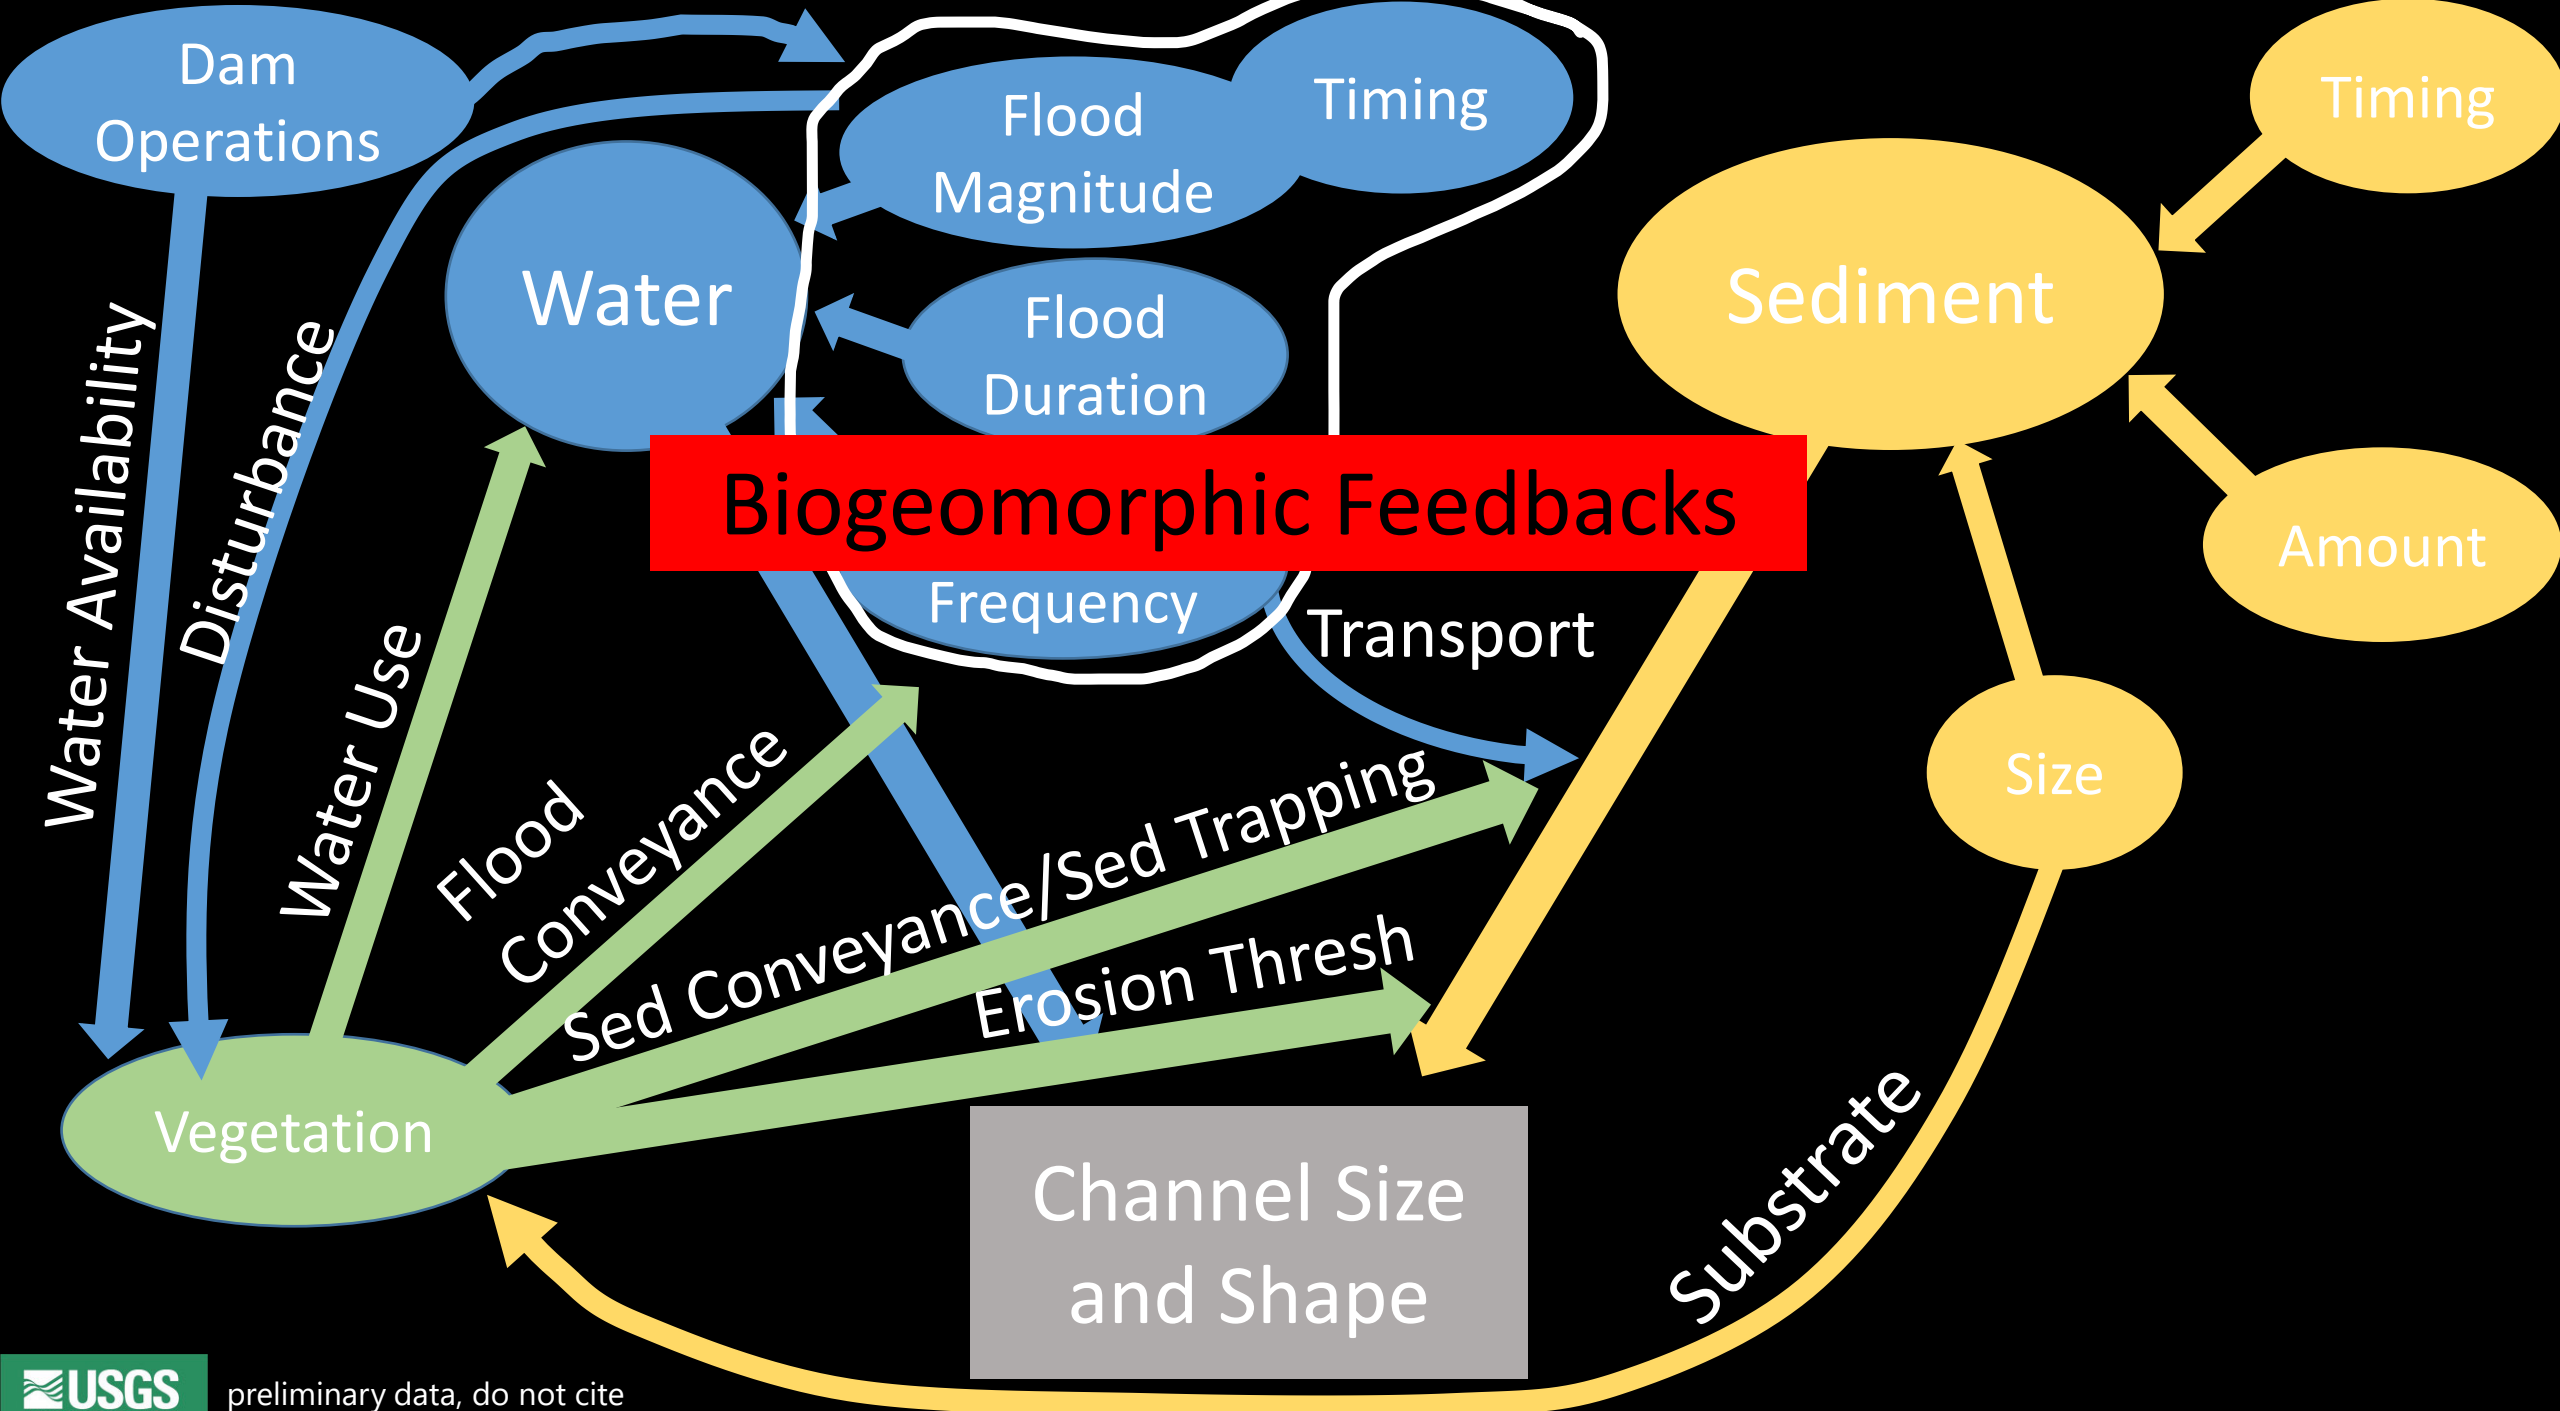 Dam
Operations
Flood
Magnitude
Timing
Timing
Water
Sediment
Flood
Duration
Biogeomorphic Feedbacks
Frequency
Transport
Amount
Size
Water Availability
Disturbance
Water Use
Flood
Conveyance
Sed Conveyance/Sed Trapping
Erosion Thresh
Substrate
Vegetation
Channel Size
and Shape
USGS
preliminary data, do not cite